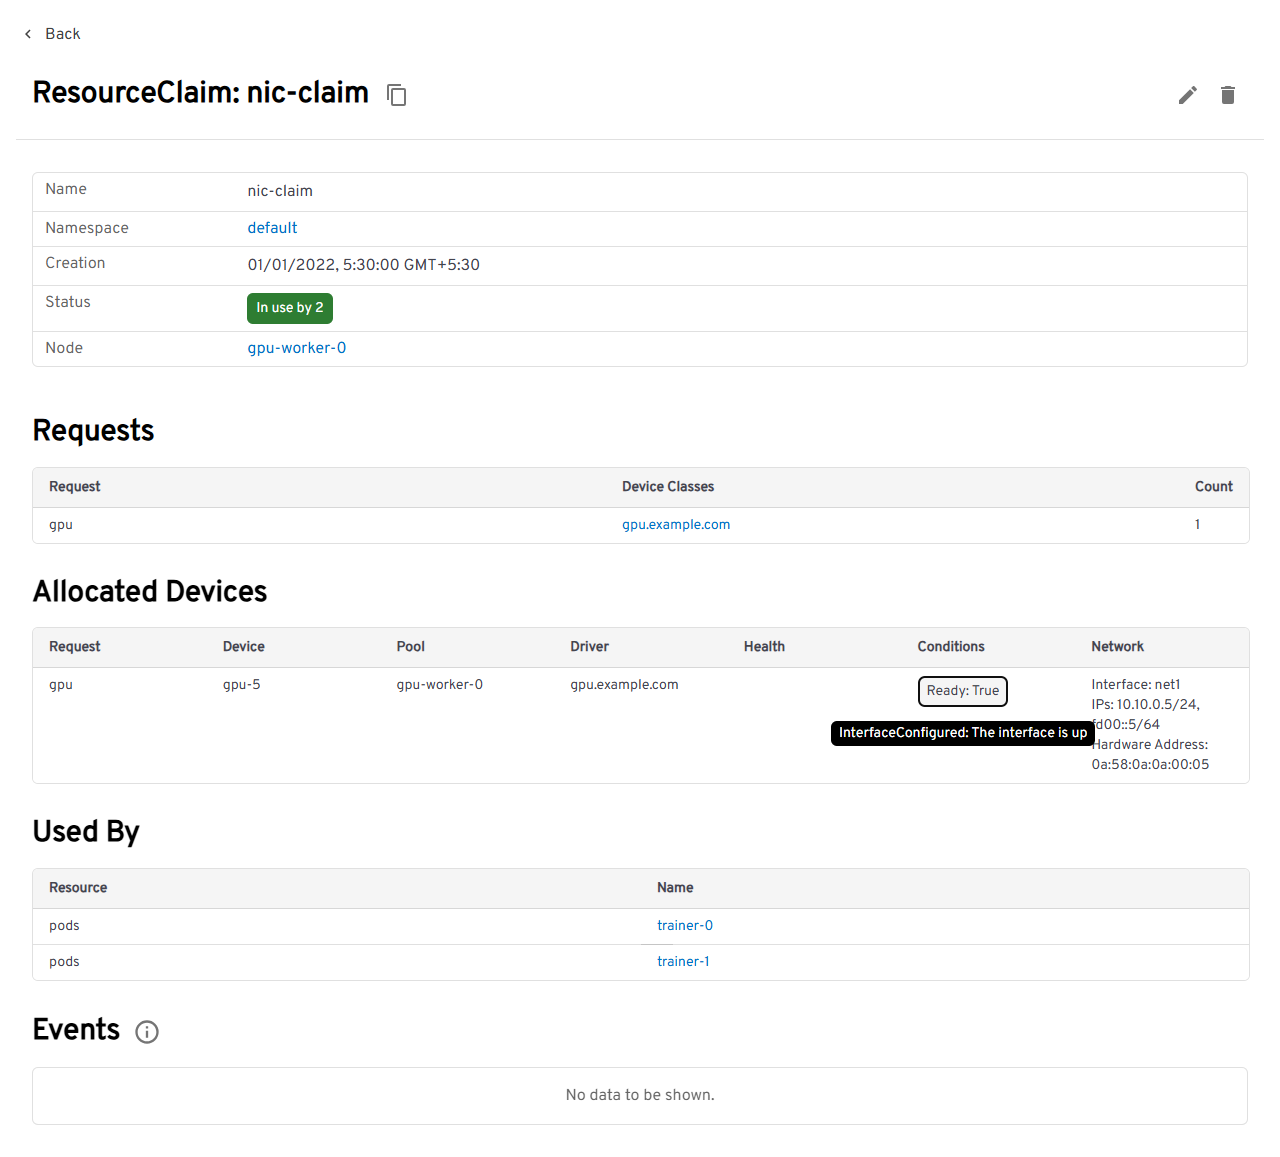 Back
ResourceClaim: nic-claim
Name nic-claim
Namespace default
Creation 01/01/2022, 5:30:00 GMT+5:30
Status In use by 2
Node gpu-worker-0
Requests
Request Device Classes Count
gpu gpu.example.com 1
Allocated Devices
Request Device Pool Driver Health Conditions Network
gpu gpu-5 gpu-worker-0 gpu.example.com Ready: True Interface: net1
IPs: 10.10.0.5/24,
fd00::5/64
InterfaceConfigured: The interface is up
Hardware Address:
0a:58:0a:0a:00:05
Used By
Resource Name
pods trainer-0
pods trainer-1
Events
No data to be shown.